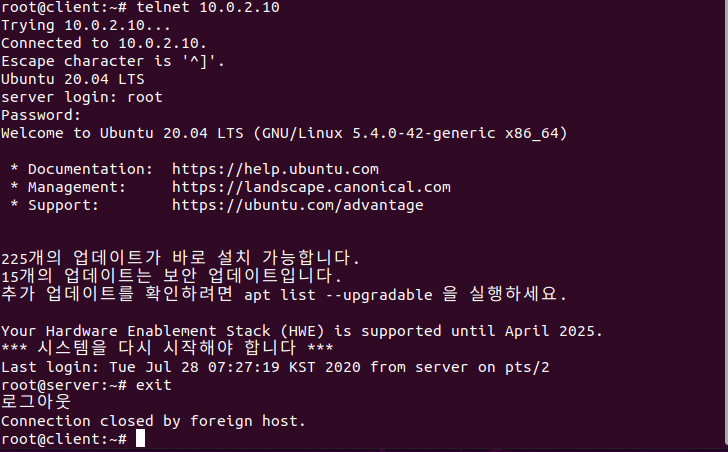 root@client:~# telnet 10.0.2.10
Trying 10.0.2.10...
Connected to 10.0.2.10.
Escape character is '^]'.
Ubuntu 20.04 LTS
server login: root
Password:
Welcome to Ubuntu 20.04 LTS (GNU/Linux 5.4.0-42-generic x86_64)
* Documentation:  https://help.ubuntu.com
* Management:     https://landscape.canonical.com
* Support:        https://ubuntu.com/advantage
225개의 업데이트가 바로 설치 가능합니다.
15개의 업데이트는 보안 업데이트입니다.
추가 업데이트를 확인하려면 apt list --upgradable 을 실행하세요.
Your Hardware Enablement Stack (HWE) is supported until April 2025.
*** 시스템을 다시 시작해야 합니다 ***
Last login: Tue Jul 28 07:27:19 KST 2020 from server on pts/2
root@server:~# exit
로그아웃
Connection closed by foreign host.
root@client:~#